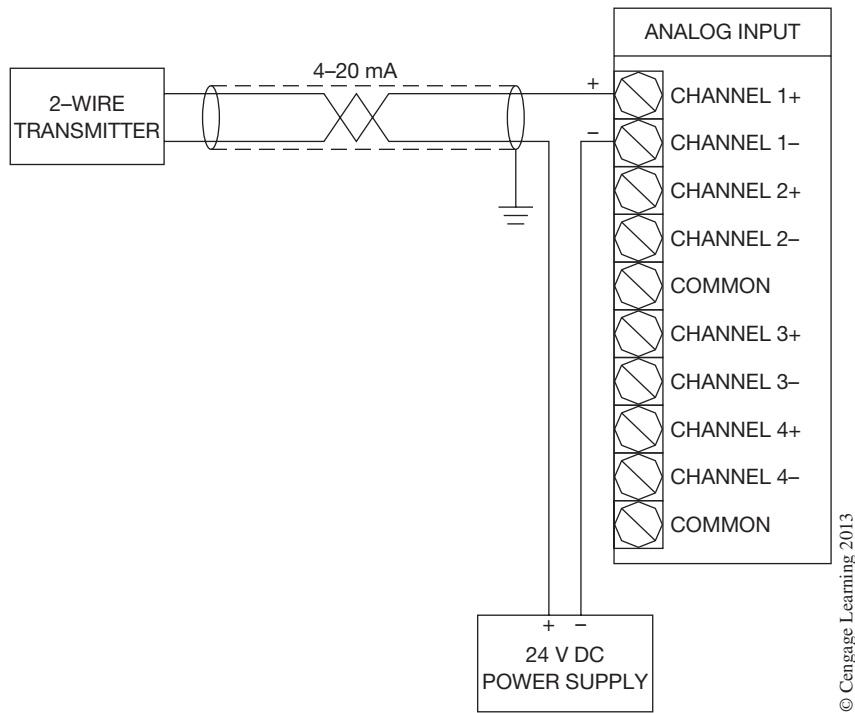 ANALOG INPUT
4–20 mA
2–WIRE
TRANSMITTER
+
CHANNEL 1+
–
CHANNEL 1–
CHANNEL 2+
CHANNEL 2–
COMMON
CHANNEL 3+
CHANNEL 3–
CHANNEL 4+
CHANNEL 4–
COMMON
+ –
24 V DC
POWER SUPPLY
© Cengage Learning 2013